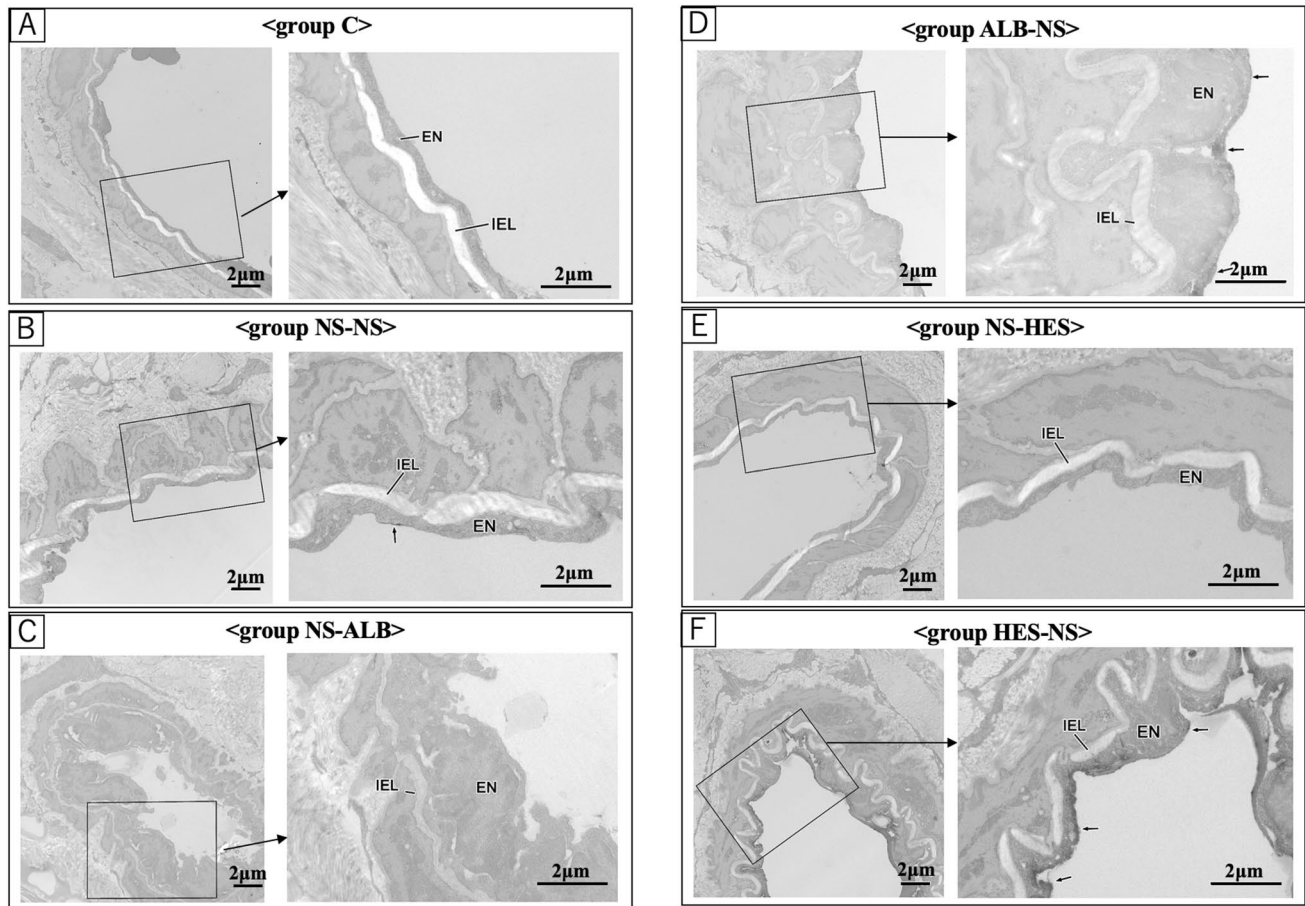 A
<group C>
EN
IEL
2μm
2μm
B
<group NS-NS>
IEL
EN
2μm
2μm
C
<group NS-ALB>
IEL
EN
2μm
2μm
D
<group ALB-NS>
EN
IEL
2μm
2μm
E
<group NS-HES>
IEL
EN
2μm
2μm
F
<group HES-NS>
IEL
EN
2μm
2μm